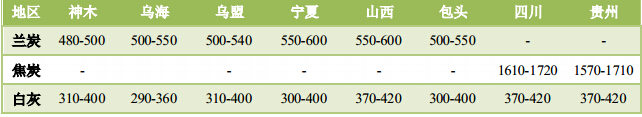 地区 神木 乌海 乌盟 宁夏 山西 包头 四川 贵州
兰炭 480-500 500-550 500-540 550-600 550-600 500-550 - -
焦炭 - - - - - 1610-1720 1570-1710
白灰 310-400 290-360 310-400 300-400 370-420 300-400 370-420 370-420